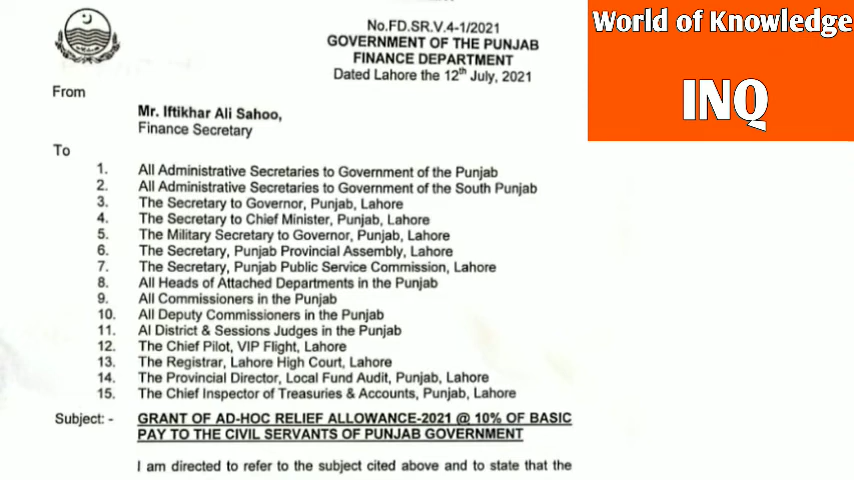 No.FD.SR.V.4-1/2021
GOVERNMENT OF THE PUNJAB
FINANCE DEPARTMENT
Dated Lahore the 12th July, 2021
World of Knowledge
INQ
From
Mr. Iftikhar Ali Sahoo,
Finance Secretary
To
1. All Administrative Secretaries to Government of the Punjab
2. All Administrative Secretaries to Government of the South Punjab
3. The Secretary to Governor, Punjab, Lahore
4. The Secretary to Chief Minister, Punjab, Lahore
5. The Military Secretary to Governor, Punjab, Lahore
6. The Secretary, Punjab Provincial Assembly, Lahore
7. The Secretary, Punjab Public Service Commission, Lahore
8. All Heads of Attached Departments in the Punjab
9. All Commissioners in the Punjab
10. All Deputy Commissioners in the Punjab
11. Al District & Sessions Judges in the Punjab
12. The Chief Pilot, VIP Flight, Lahore
13. The Registrar, Lahore High Court, Lahore
14. The Provincial Director, Local Fund Audit, Punjab, Lahore
15. The Chief Inspector of Treasuries & Accounts, Punjab, Lahore
Subject: - GRANT OF AD-HOC RELIEF ALLOWANCE-2021 @ 10% OF BASIC
PAY TO THE CIVIL SERVANTS OF PUNJAB GOVERNMENT
I am directed to refer to the subject cited above and to state that the